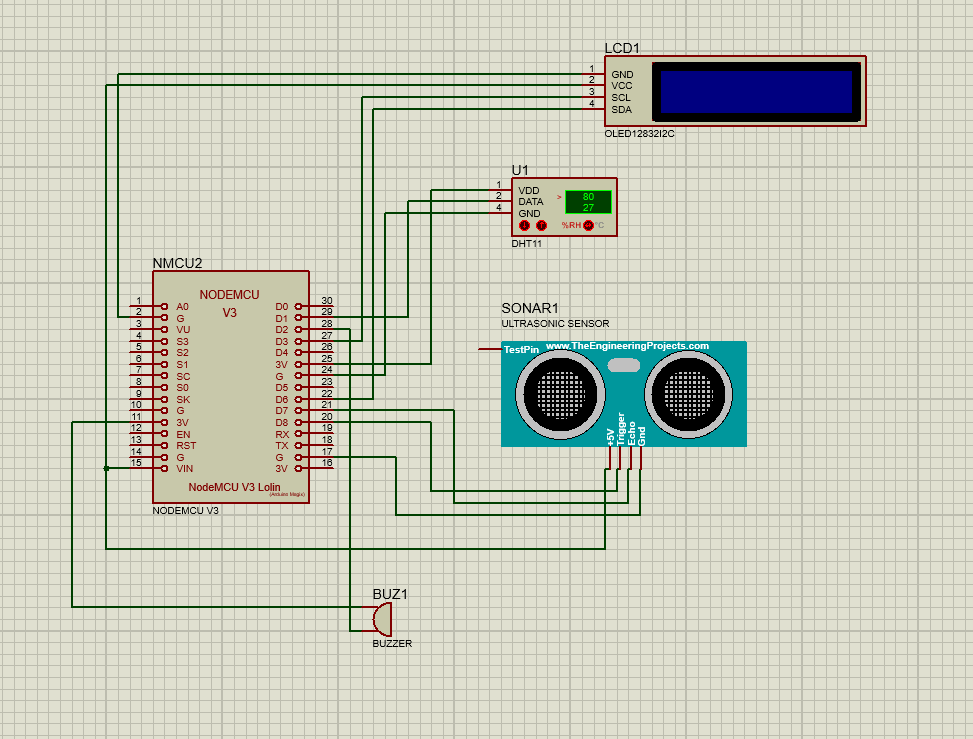 LCD1
1 GND
2 VCC
3 SCL
4 SDA
OLED12832I2C
U1
1 VDD
2 DATA
4 GND
> 80
27
%RH °C
DHT11
NMCU2
NODEMCU
V3
1 A0 D0 30
2 G D1 29
3 VU D2 28
4 S3 D3 27
5 S2 D4 26
6 S1 3V 25
7 SC G 24
8 S0 D5 23
9 SK D6 22
10 G D7 21
11 3V D8 20
12 EN RX 19
13 RST TX 18
14 G G 17
15 VIN 3V 16
NodeMCU V3 Lolin
NODEMCU V3
SONAR1
ULTRASONIC SENSOR
TestPin www.TheEngineeringProjects.com
+5V
Trigger
Echo
Gnd
BUZ1
BUZZER